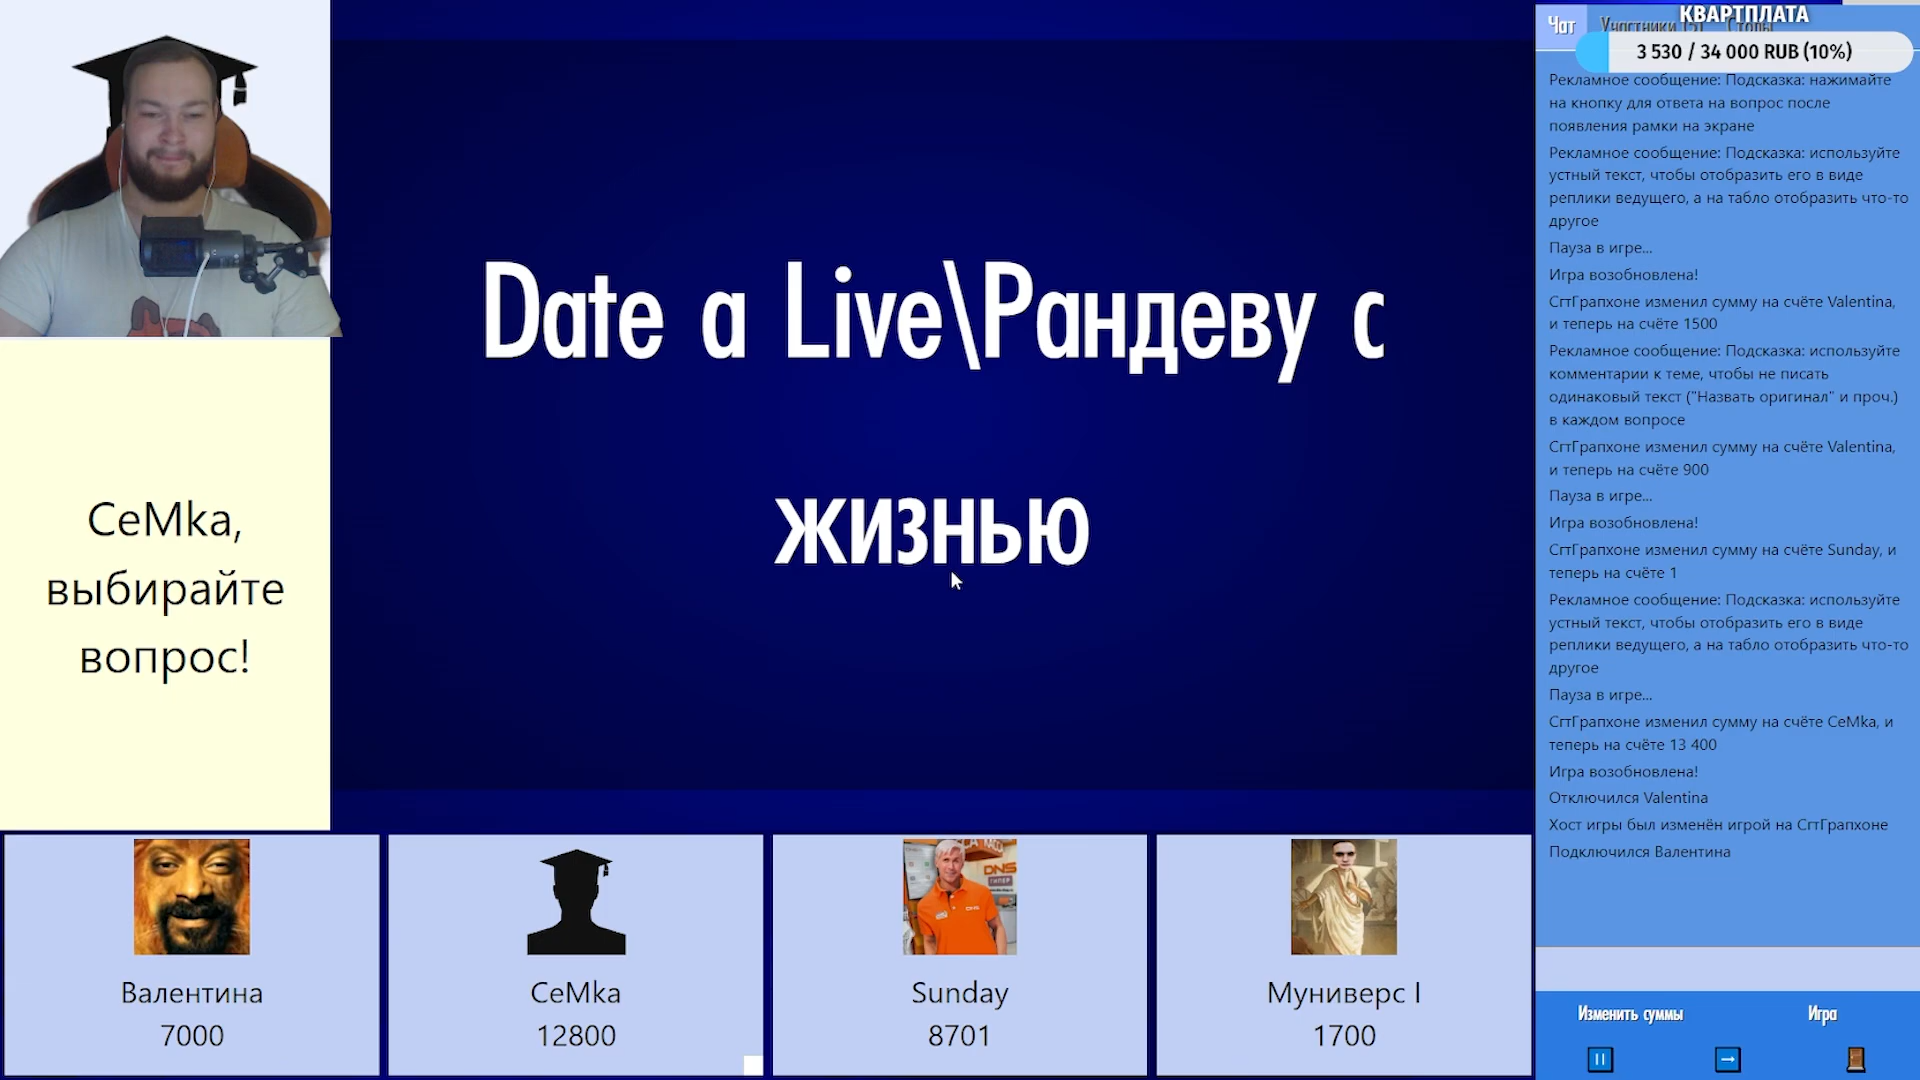 Date a Live\Рандеву с
жизнью
CeMka,
выбирайте
вопрос!
Валентина
7000
CeMka
12800
Sunday
8701
Муниверс I
1700
Чат
КВАРТПЛАТА
3 530 / 34 000 RUB (10%)
Рекламное сообщение: Подсказка: нажимайте
на кнопку для ответа на вопрос после
появления рамки на экране
Рекламное сообщение: Подсказка: используйте
устный текст, чтобы отобразить его в виде
реплики ведущего, а на табло отобразить что-то
другое
Пауза в игре...
Игра возобновлена!
СгтГрапхоне изменил сумму на счёте Valentina,
и теперь на счёте 1500
Рекламное сообщение: Подсказка: используйте
комментарии к теме, чтобы не писать
одинаковый текст ("Назвать оригинал" и проч.)
в каждом вопросе
СгтГрапхоне изменил сумму на счёте Valentina,
и теперь на счёте 900
Пауза в игре...
Игра возобновлена!
СгтГрапхоне изменил сумму на счёте Sunday, и
теперь на счёте 1
Рекламное сообщение: Подсказка: используйте
устный текст, чтобы отобразить его в виде
реплики ведущего, а на табло отобразить что-то
другое
Пауза в игре...
СгтГрапхоне изменил сумму на счёте CeMka, и
теперь на счёте 13 400
Игра возобновлена!
Отключился Valentina
Хост игры был изменён игрой на СгтГрапхоне
Подключился Валентина
Изменить суммы
Игра
DNS
ГИПЕР